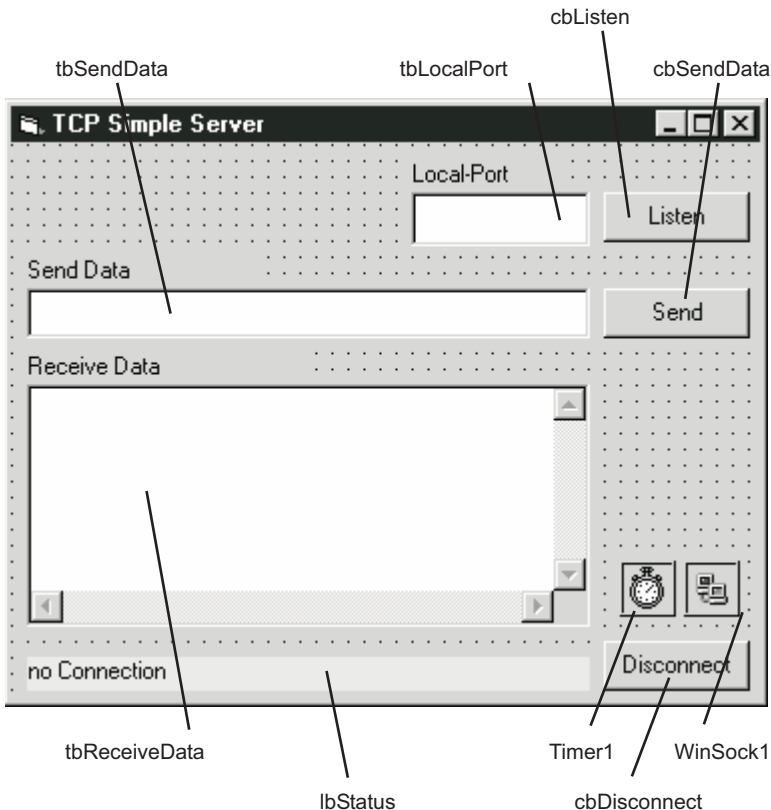 cbListen
tbSendData
tbLocalPort
cbSendData
TCP Simple Server
Local-Port
Listen
Send Data
Send
Receive Data
no Connection
Disconnect
tbReceiveData
Timer1
WinSock1
lbStatus
cbDisconnect